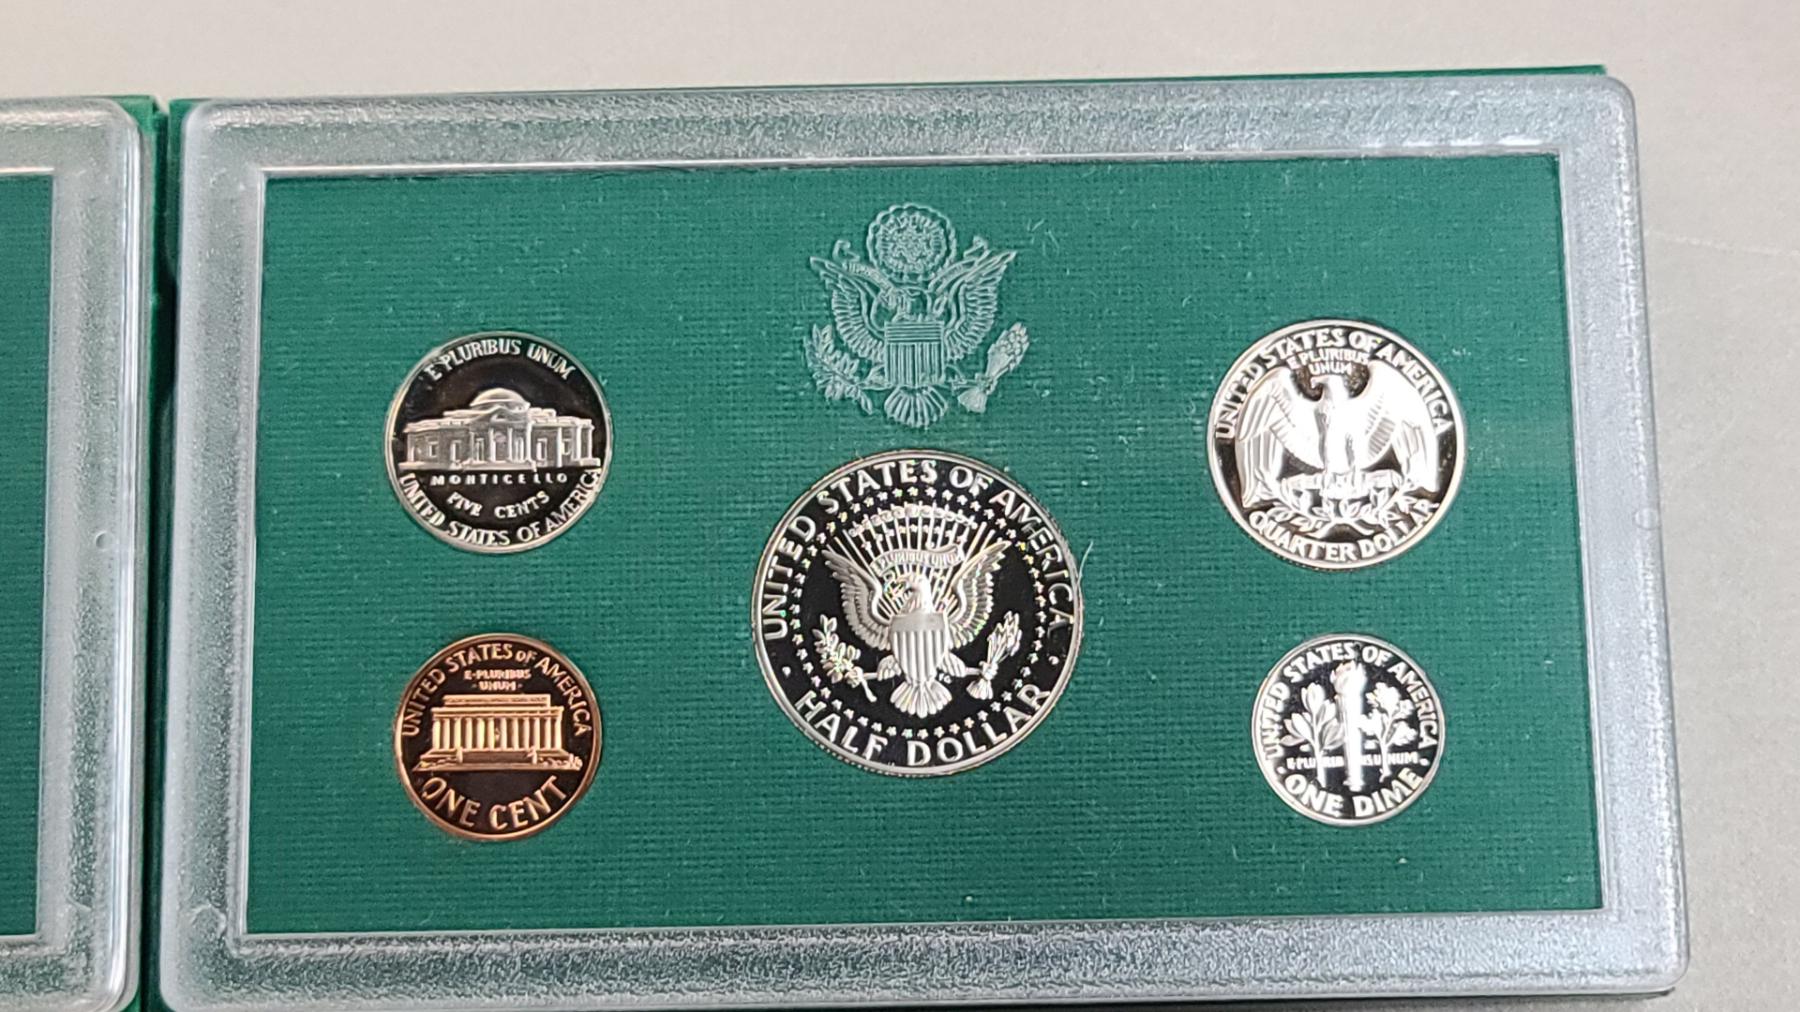 E PLURIBUS UNUM
MONTICELLO
FIVE CENTS
UNITED STATES OF AMERICA
UNITED STATES OF AMERICA
E·PLURIBUS
·UNUM·
ONE CENT
UNITED STATES OF AMERICA
E PLURIBUS UNUM
FG
· HALF DOLLAR ·
UNITED STATES OF AMERICA
E PLURIBUS
UNUM
QUARTER DOLLAR
UNITED STATES OF AMERICA
E PLURIBUS UNUM
· ONE DIME ·